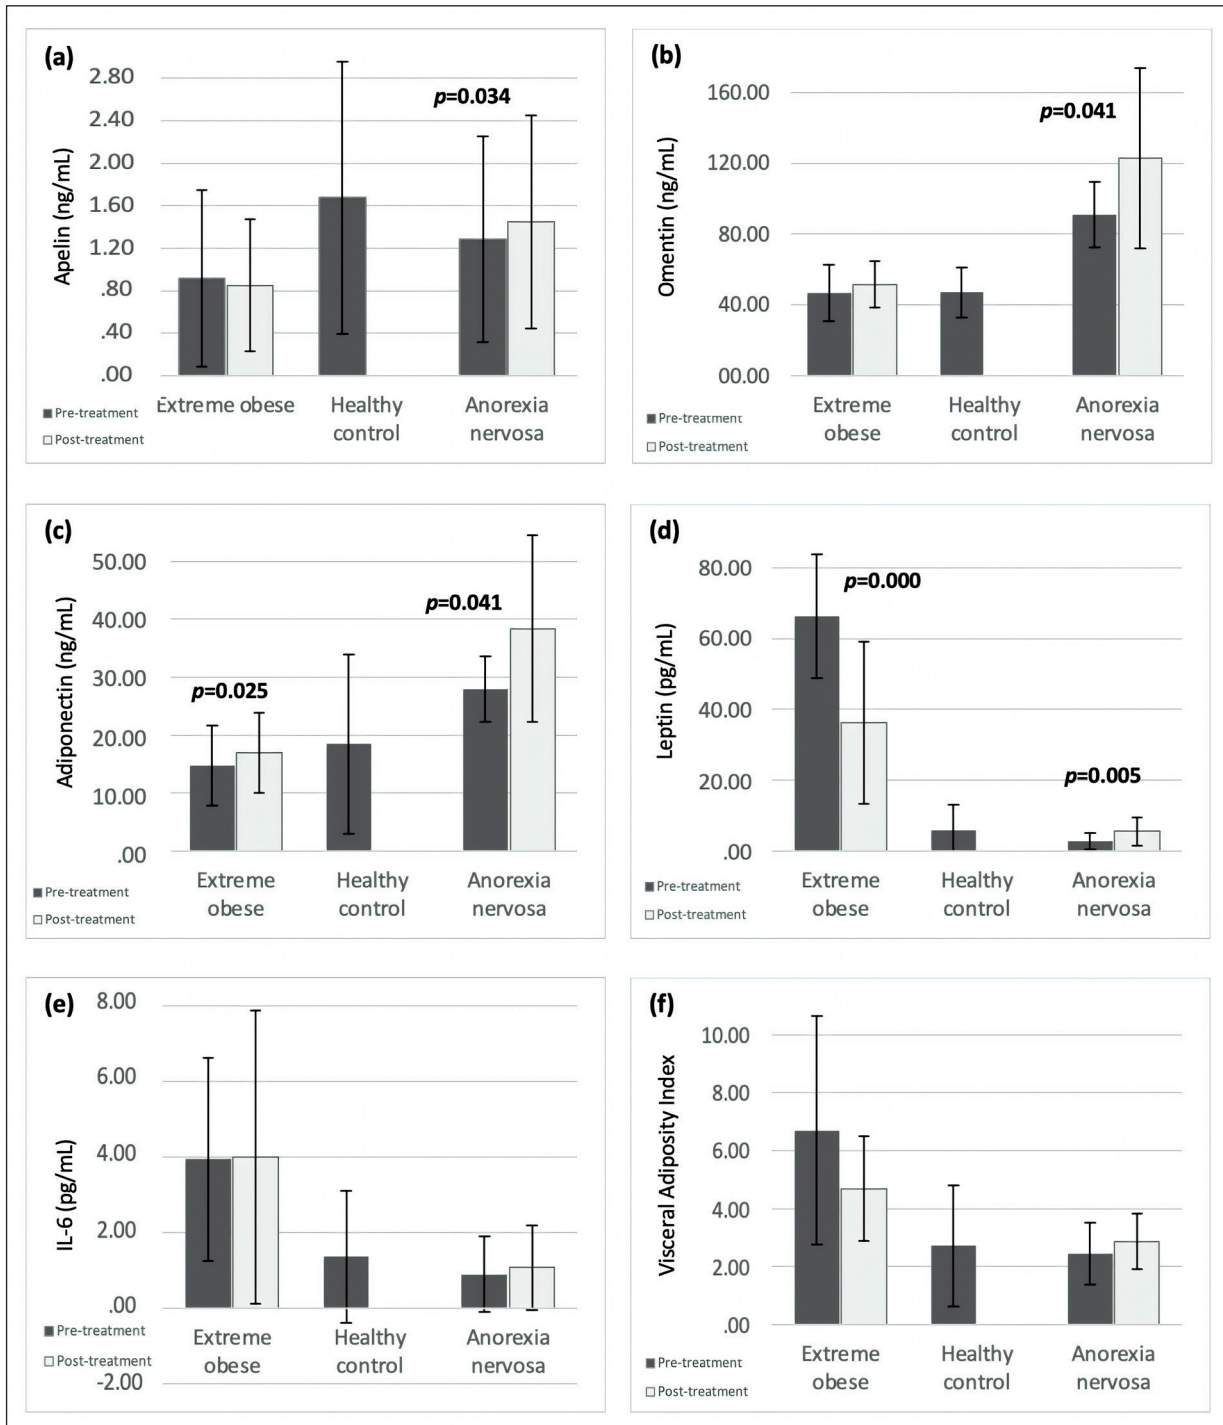 (a)
2.80
2.40
2.00
1.60
1.20
.80
.40
.00
Apelin (ng/mL)
p=0.034
Extreme obese
Healthy
control
Anorexia
nervosa
Pre-treatment
Post-treatment
(b)
160.00
120.00
80.00
40.00
00.00
Omentin (ng/mL)
p=0.041
Extreme
obese
Healthy
control
Anorexia
nervosa
Pre-treatment
Post-treatment
(c)
50.00
40.00
30.00
20.00
10.00
.00
Adiponectin (ng/mL)
p=0.025
p=0.041
Extreme
obese
Healthy
control
Anorexia
nervosa
Pre-treatment
Post-treatment
(d)
80.00
60.00
40.00
20.00
.00
Leptin (pg/mL)
p=0.000
p=0.005
Extreme
obese
Healthy
control
Anorexia
nervosa
Pre-treatment
Post-treatment
(e)
8.00
6.00
4.00
2.00
.00
-2.00
IL-6 (pg/mL)
Extreme
obese
Healthy
control
Anorexia
nervosa
Pre-treatment
Post-treatment
(f)
10.00
8.00
6.00
4.00
2.00
.00
Visceral Adiposity Index
Extreme
obese
Healthy
control
Anorexia
nervosa
Pre-treatment
Post-treatment